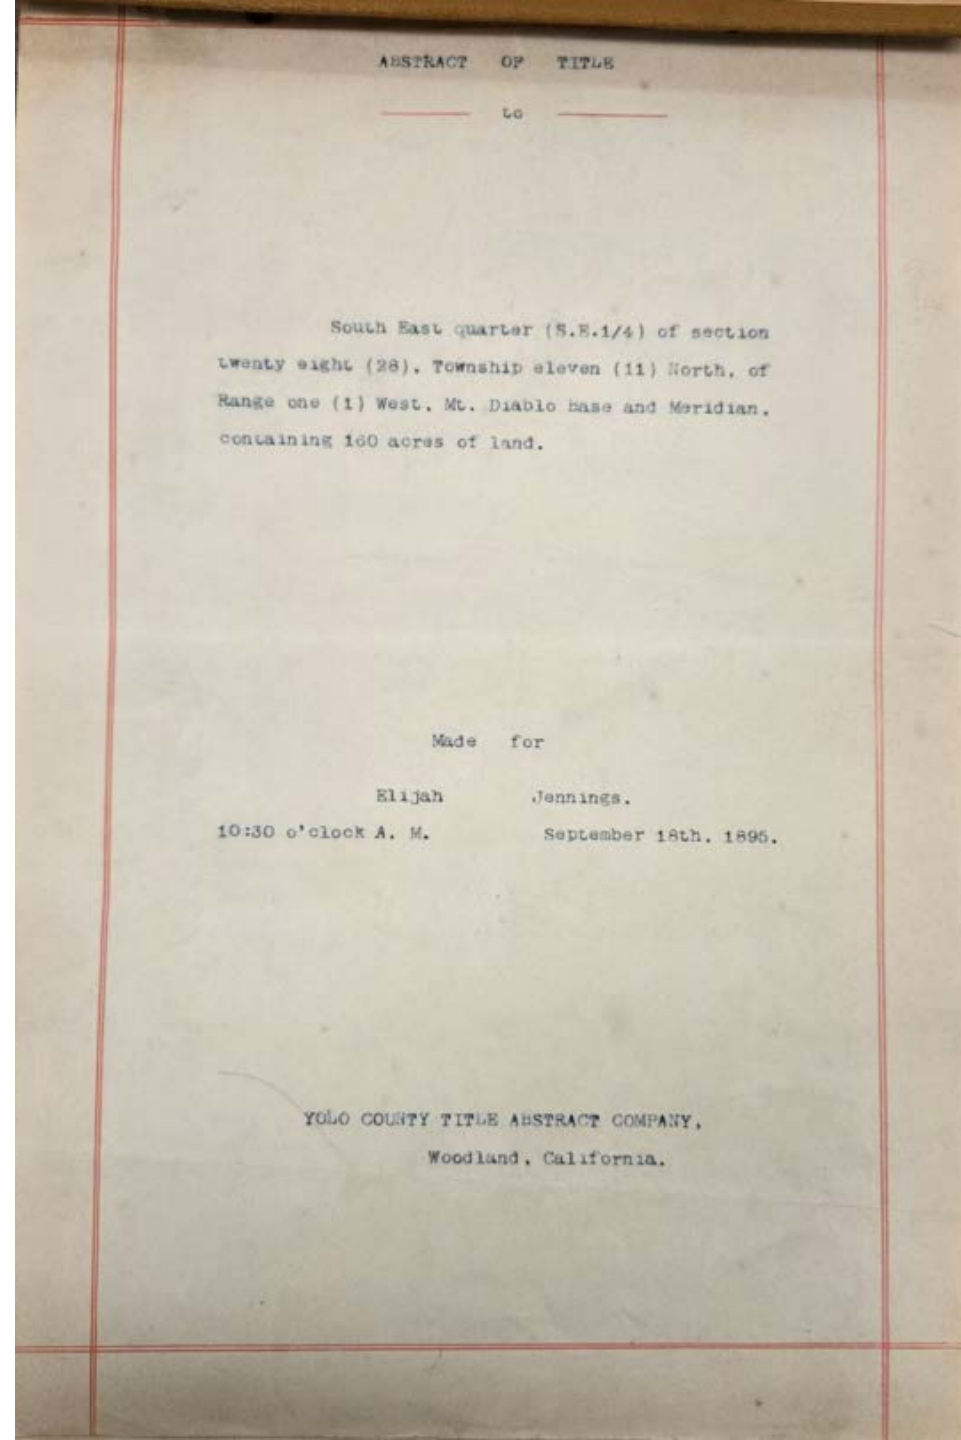 ABSTRACT OF TITLE
to
South East quarter (S.E.1/4) of section
twenty eight (28), Township eleven (11) North, of
Range one (1) West, Mt. Diablo Base and Meridian,
containing 160 acres of land.
Made for
Elijah Jennings.
10:30 o'clock A. M. September 18th, 1895.
YOLO COUNTY TITLE ABSTRACT COMPANY,
Woodland, California.